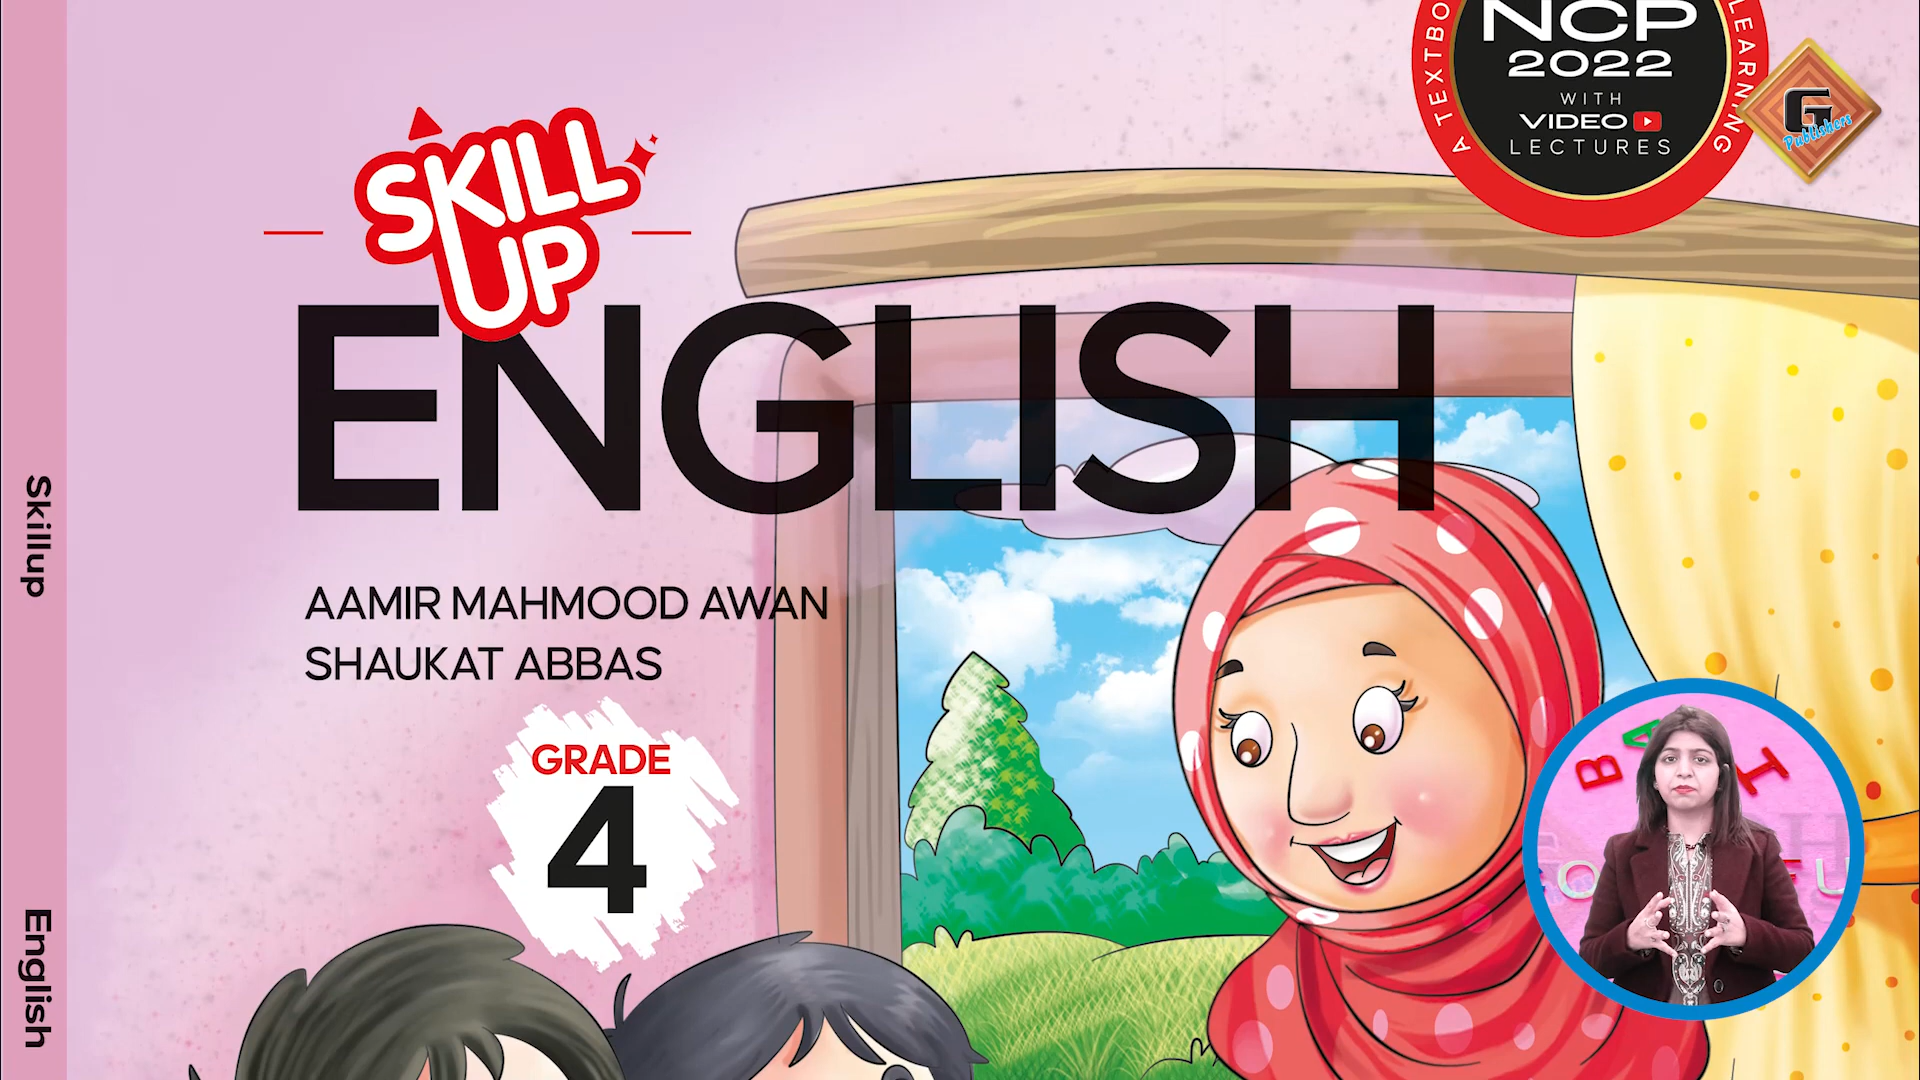 A TEXTBO
LEARNING
NCP
2022
WITH
VIDEO
LECTURES
G
Publishers
SKILL
UP
ENGLISH
AAMIR MAHMOOD AWAN
SHAUKAT ABBAS
GRADE
4
Skillup
English